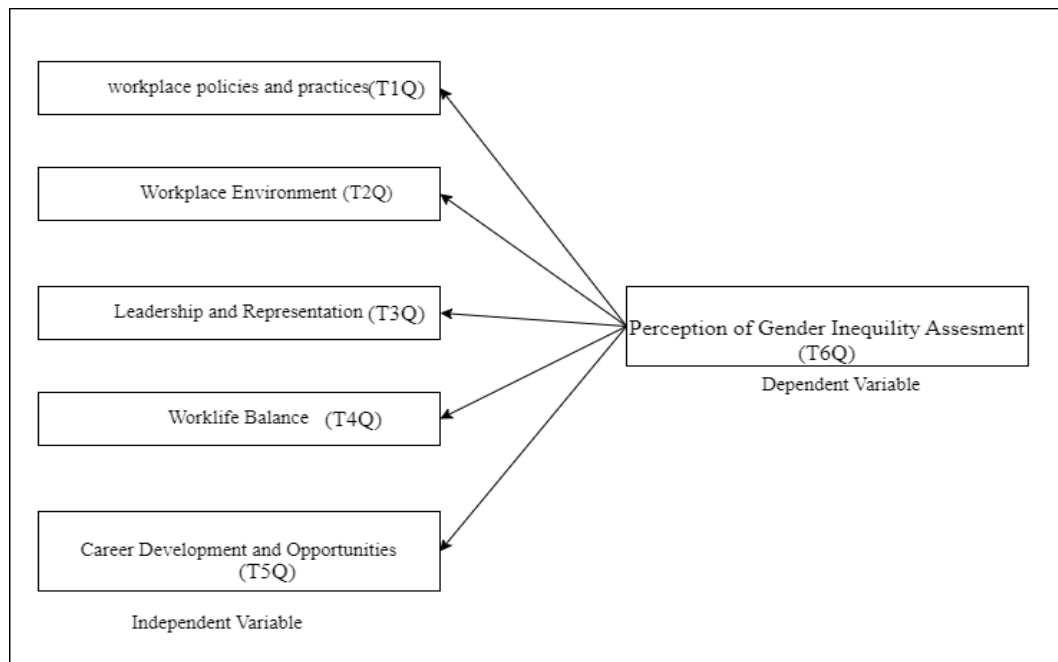 workplace policies and practices(T1Q)
Workplace Environment (T2Q)
Leadership and Representation (T3Q)
Worklife Balance (T4Q)
Career Development and Opportunities
(T5Q)
Independent Variable
Perception of Gender Inequility Assesment
(T6Q)
Dependent Variable